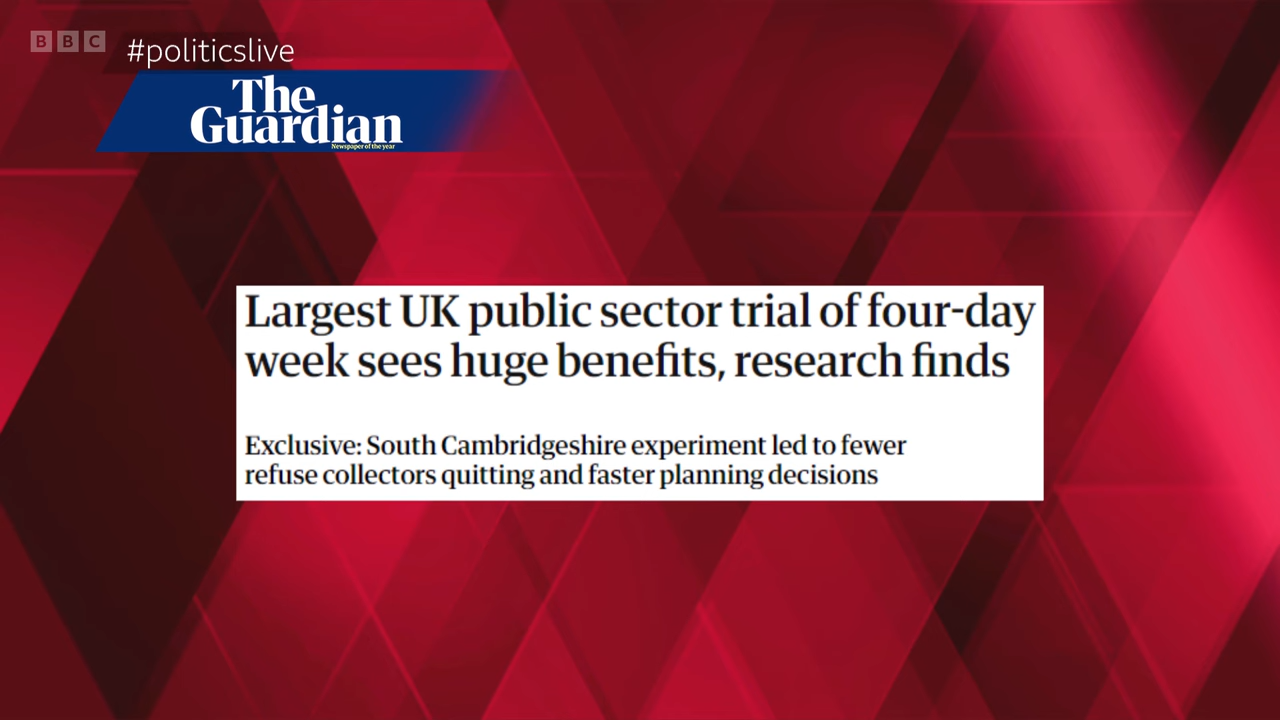 BBC
#politicslive
The
Guardian
Newspaper of the year
Largest UK public sector trial of four-day
week sees huge benefits, research finds
Exclusive: South Cambridgeshire experiment led to fewer
refuse collectors quitting and faster planning decisions